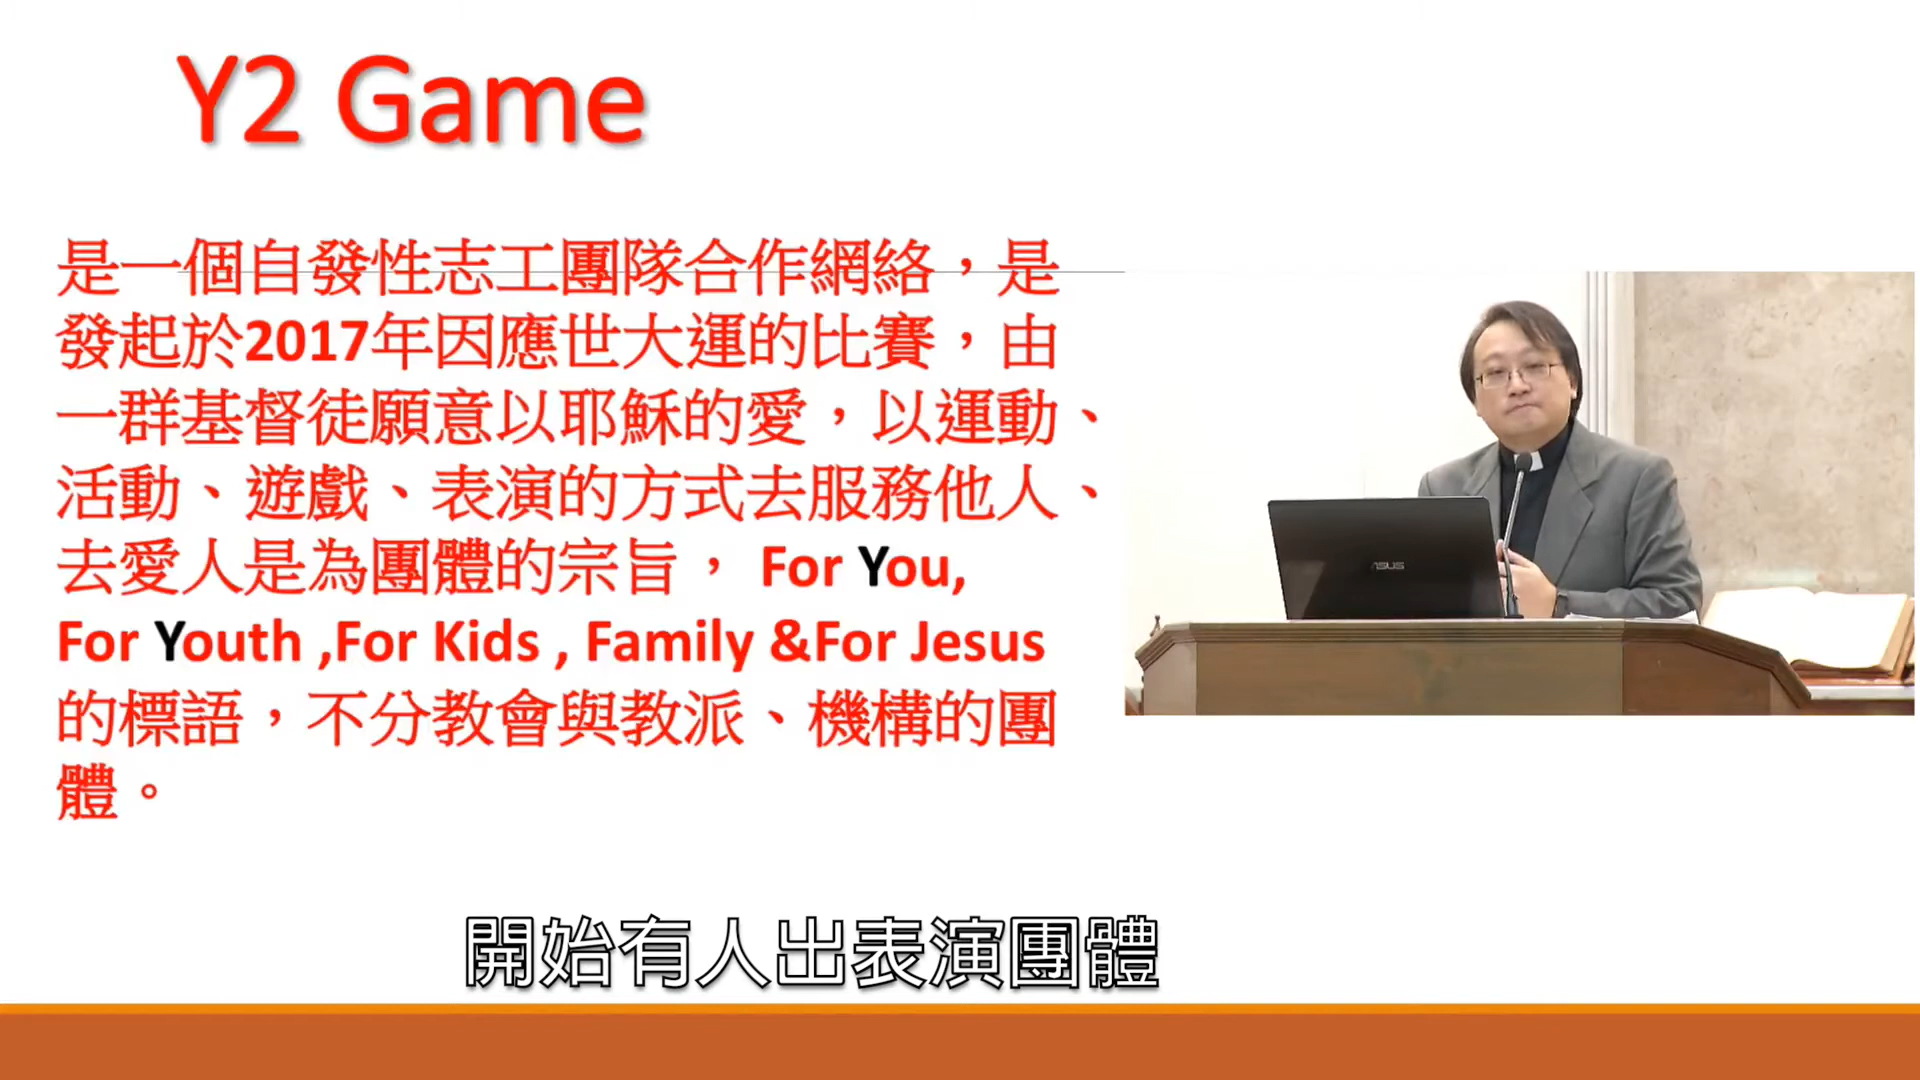 Y2 Game
是一個自發性志工團隊合作網絡，是
發起於2017年因應世大運的比賽，由
一群基督徒願意以耶穌的愛，以運動、
活動、遊戲、表演的方式去服務他人、
去愛人是為團體的宗旨， For You,
For Youth ,For Kids , Family &For Jesus
的標語，不分教會與教派、機構的團
體。
ASUS
開始有人出表演團體